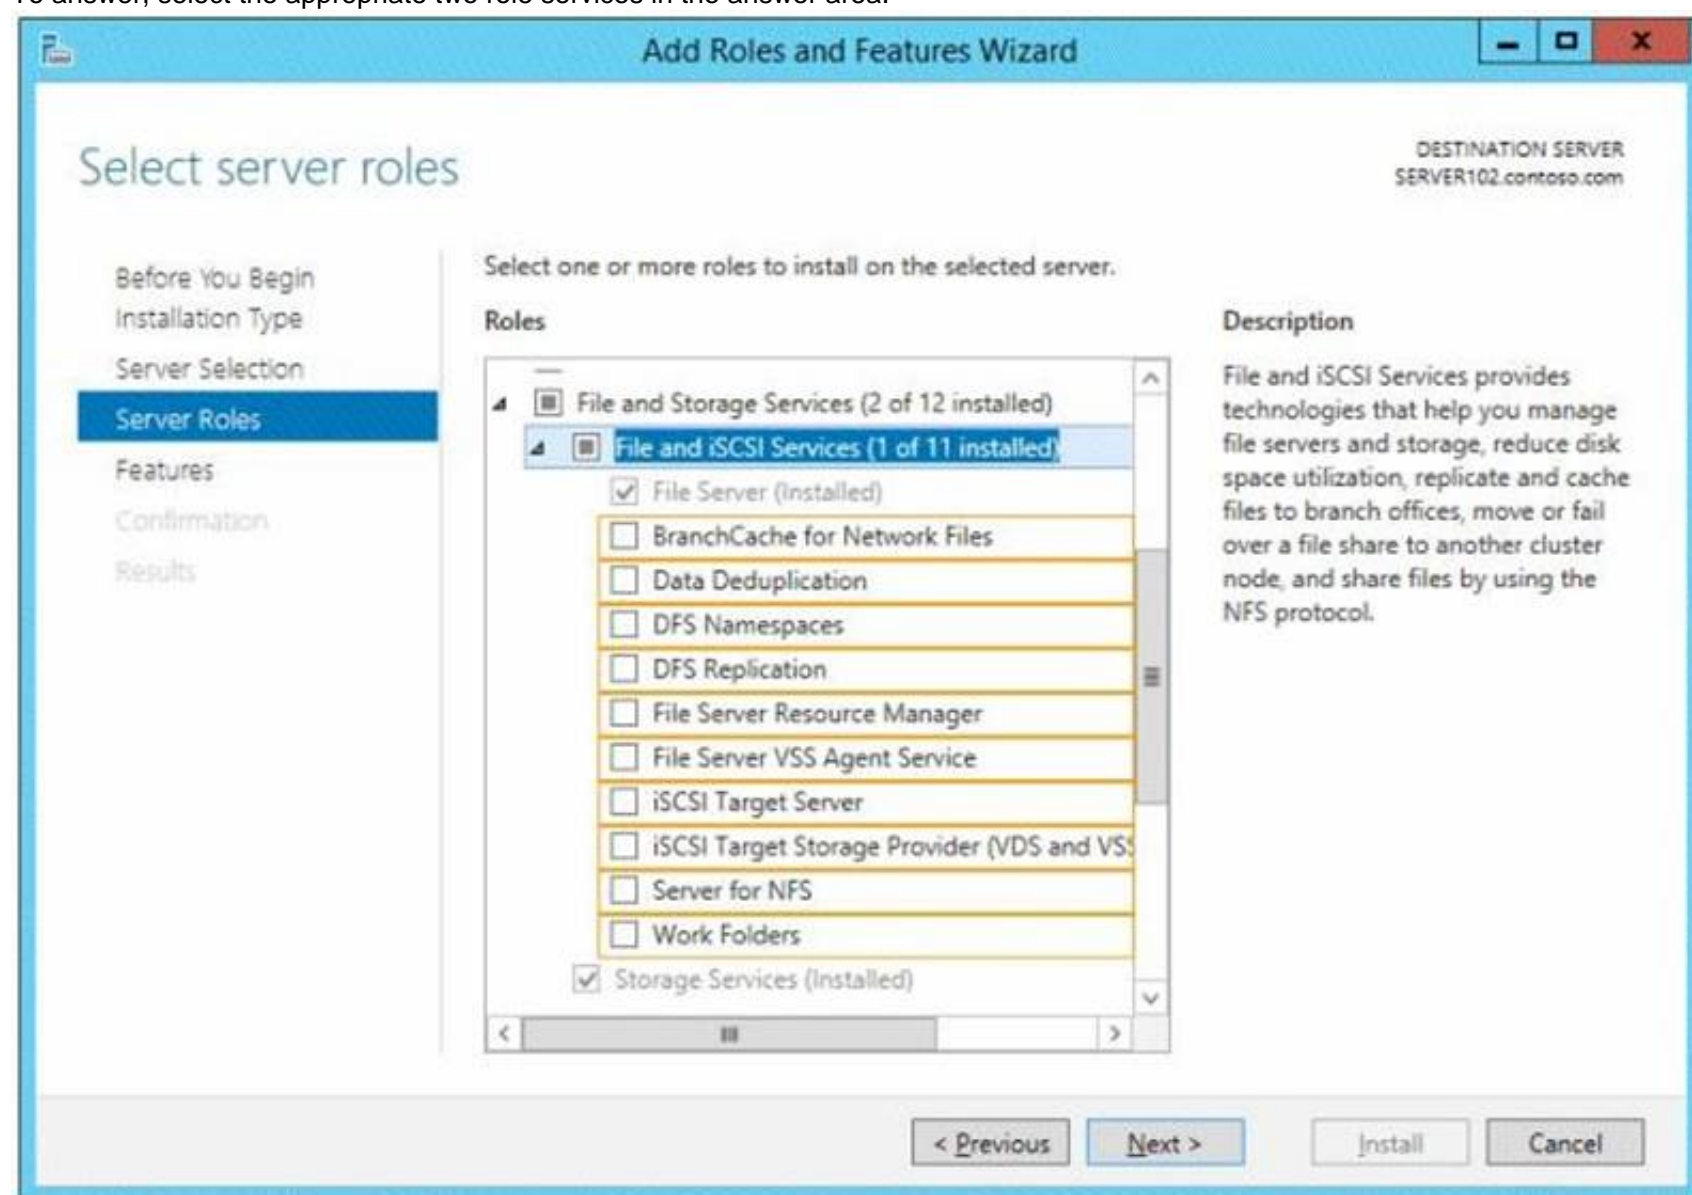 To answer, select the appropriate two role services in the answer area.
Add Roles and Features Wizard
Select server roles
DESTINATION SERVER
SERVER102.contoso.com
Before You Begin
Installation Type
Server Selection
Server Roles
Features
Confirmation
Results
Select one or more roles to install on the selected server.
Roles
File and Storage Services (2 of 12 installed)
File and iSCSI Services (1 of 11 installed)
File Server (Installed)
BranchCache for Network Files
Data Deduplication
DFS Namespaces
DFS Replication
File Server Resource Manager
File Server VSS Agent Service
iSCSI Target Server
iSCSI Target Storage Provider (VDS and VSS
Server for NFS
Work Folders
Storage Services (Installed)
Description
File and iSCSI Services provides
technologies that help you manage
file servers and storage, reduce disk
space utilization, replicate and cache
files to branch offices, move or fail
over a file share to another cluster
node, and share files by using the
NFS protocol.
< Previous
Next >
Install
Cancel